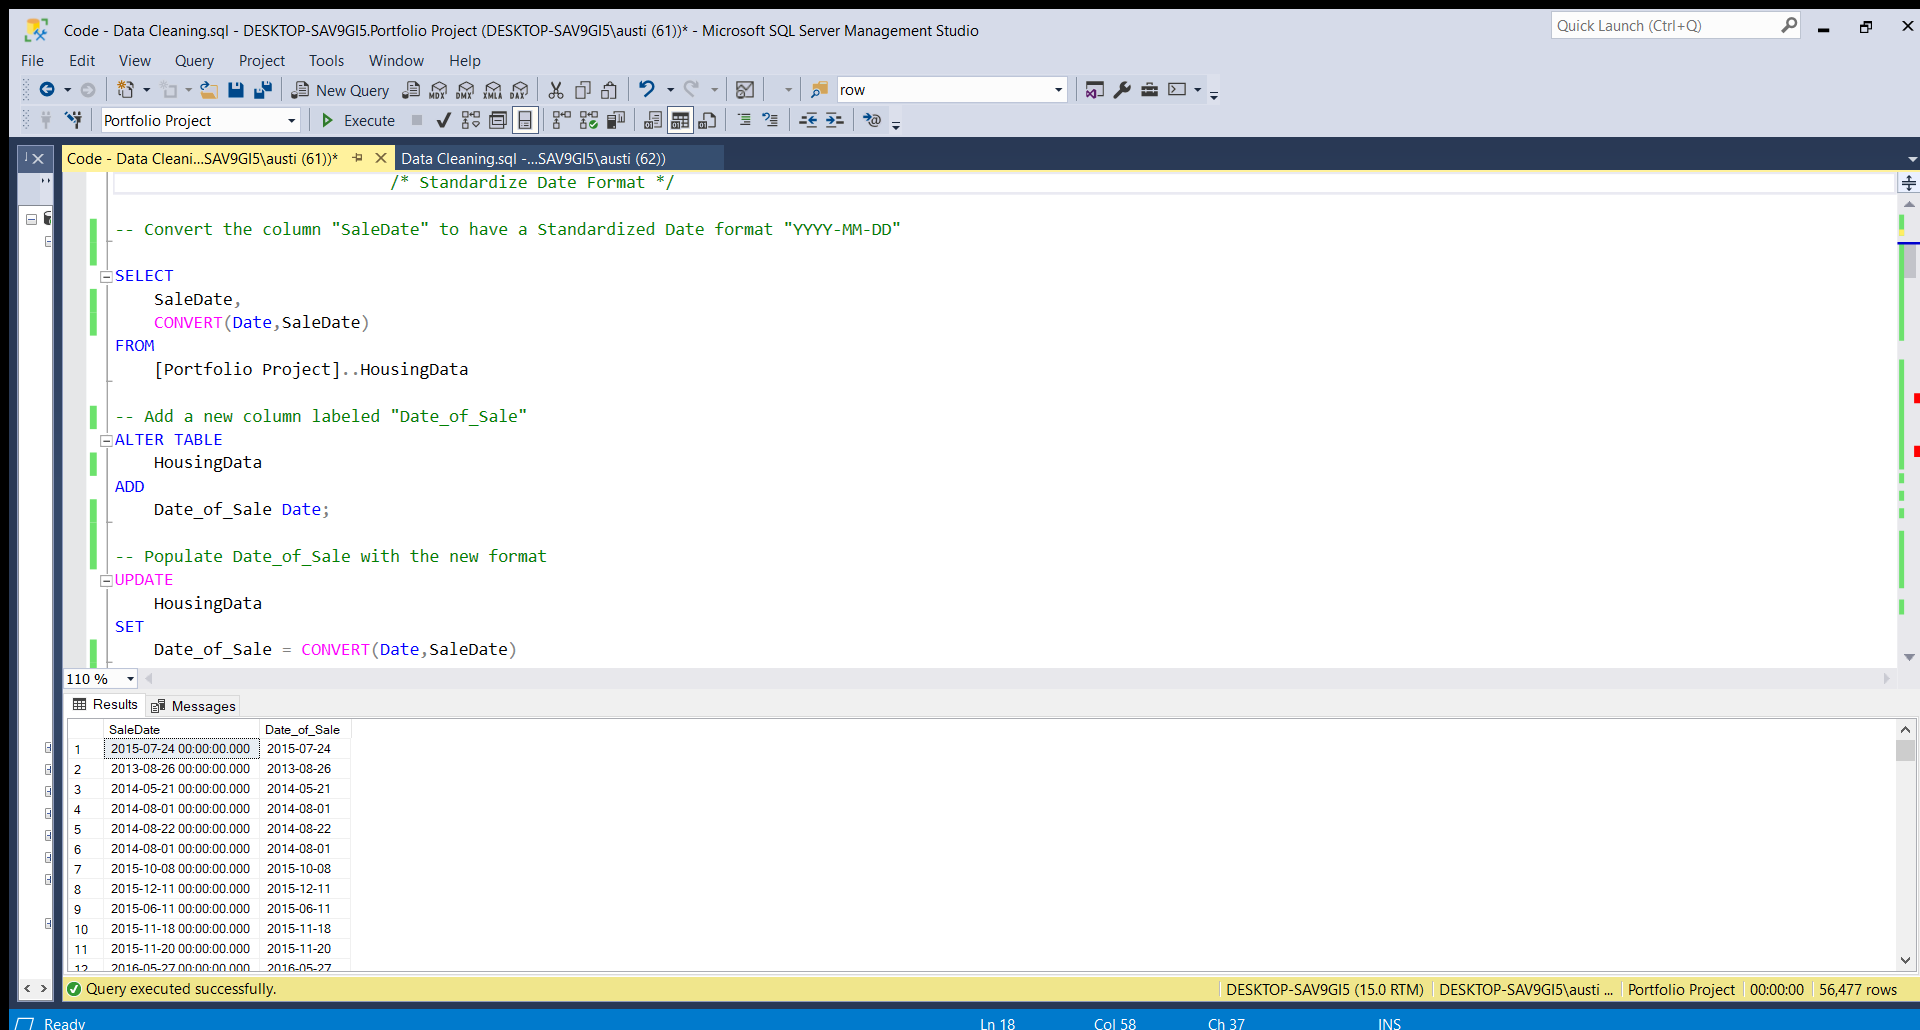 Code - Data Cleaning.sql - DESKTOP-SAV9GI5.Portfolio Project (DESKTOP-SAV9GI5\austi (61))* - Microsoft SQL Server Management Studio
Quick Launch (Ctrl+Q)
File Edit View Query Project Tools Window Help
New Query MDX DMX XMLA DAX row
Portfolio Project Execute
Code - Data Cleani...SAV9GI5\austi (61))* Data Cleaning.sql -...SAV9GI5\austi (62))
/* Standardize Date Format */
-- Convert the column "SaleDate" to have a Standardized Date format "YYYY-MM-DD"
SELECT
SaleDate,
CONVERT(Date,SaleDate)
FROM
[Portfolio Project]..HousingData
-- Add a new column labeled "Date_of_Sale"
ALTER TABLE
HousingData
ADD
Date_of_Sale Date;
-- Populate Date_of_Sale with the new format
UPDATE
HousingData
SET
Date_of_Sale = CONVERT(Date,SaleDate)
110 %
Results Messages
SaleDate Date_of_Sale
1 2015-07-24 00:00:00.000 2015-07-24
2 2013-08-26 00:00:00.000 2013-08-26
3 2014-05-21 00:00:00.000 2014-05-21
4 2014-08-01 00:00:00.000 2014-08-01
5 2014-08-22 00:00:00.000 2014-08-22
6 2014-08-01 00:00:00.000 2014-08-01
7 2015-10-08 00:00:00.000 2015-10-08
8 2015-12-11 00:00:00.000 2015-12-11
9 2015-06-11 00:00:00.000 2015-06-11
10 2015-11-18 00:00:00.000 2015-11-18
11 2015-11-20 00:00:00.000 2015-11-20
12 2016-05-27 00:00:00.000 2016-05-27
Query executed successfully. DESKTOP-SAV9GI5 (15.0 RTM) DESKTOP-SAV9GI5\austi ... Portfolio Project 00:00:00 56,477 rows
Ready Ln 18 Col 58 Ch 37 INS